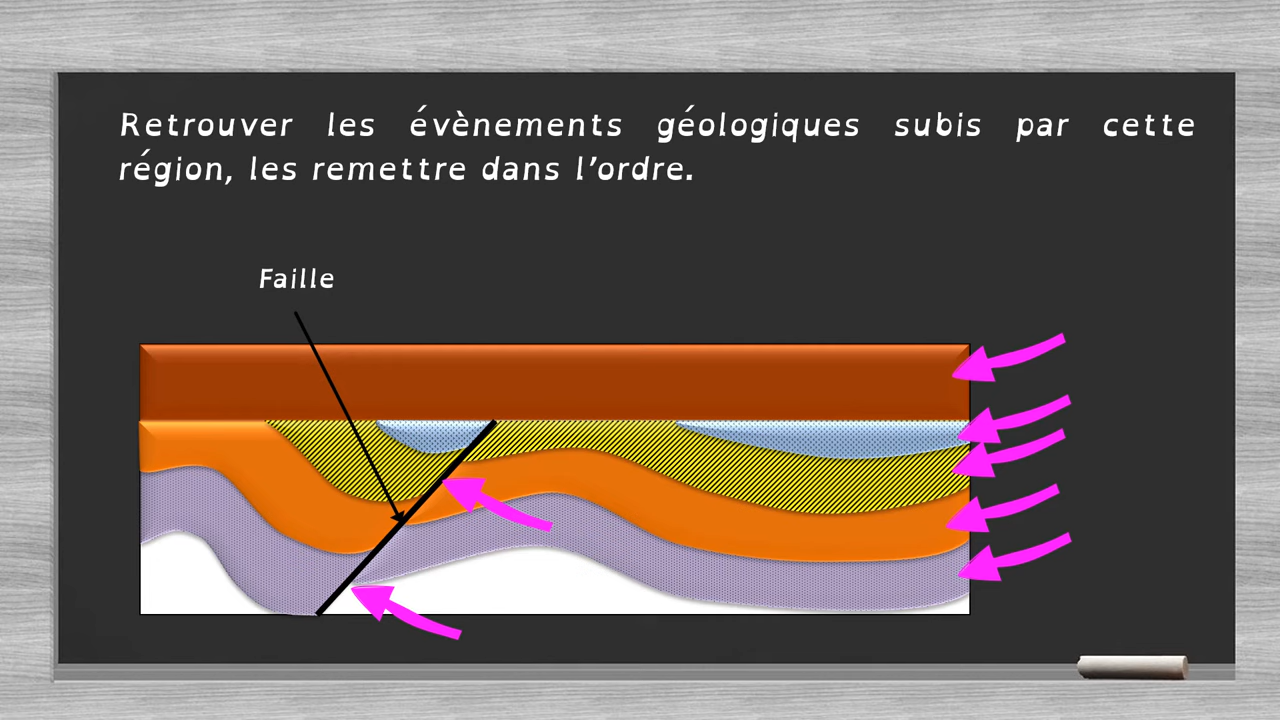 Retrouver les évènements géologiques subis par cette
région, les remettre dans l'ordre.
Faille